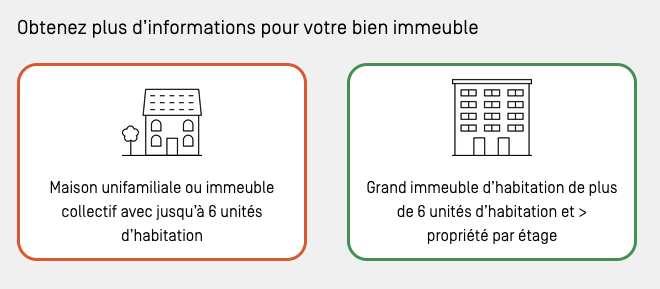 Obtenez plus d’informations pour votre bien immeuble
Maison unifamiliale ou immeuble
collectif avec jusqu’à 6 unités
d’habitation
Grand immeuble d’habitation de plus
de 6 unités d’habitation et >
propriété par étage